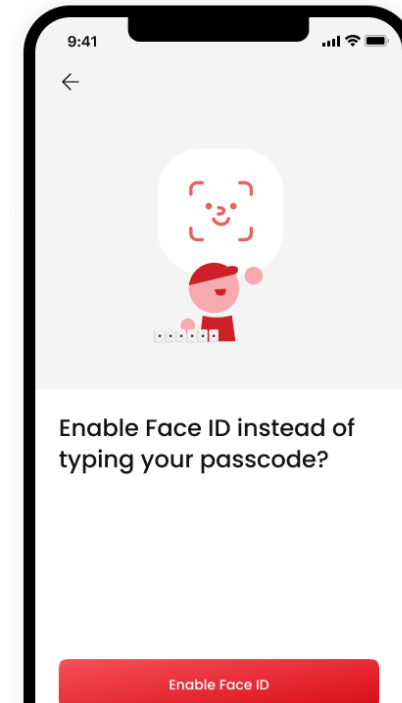 9:41
Enable Face ID instead of
typing your passcode?
Enable Face ID